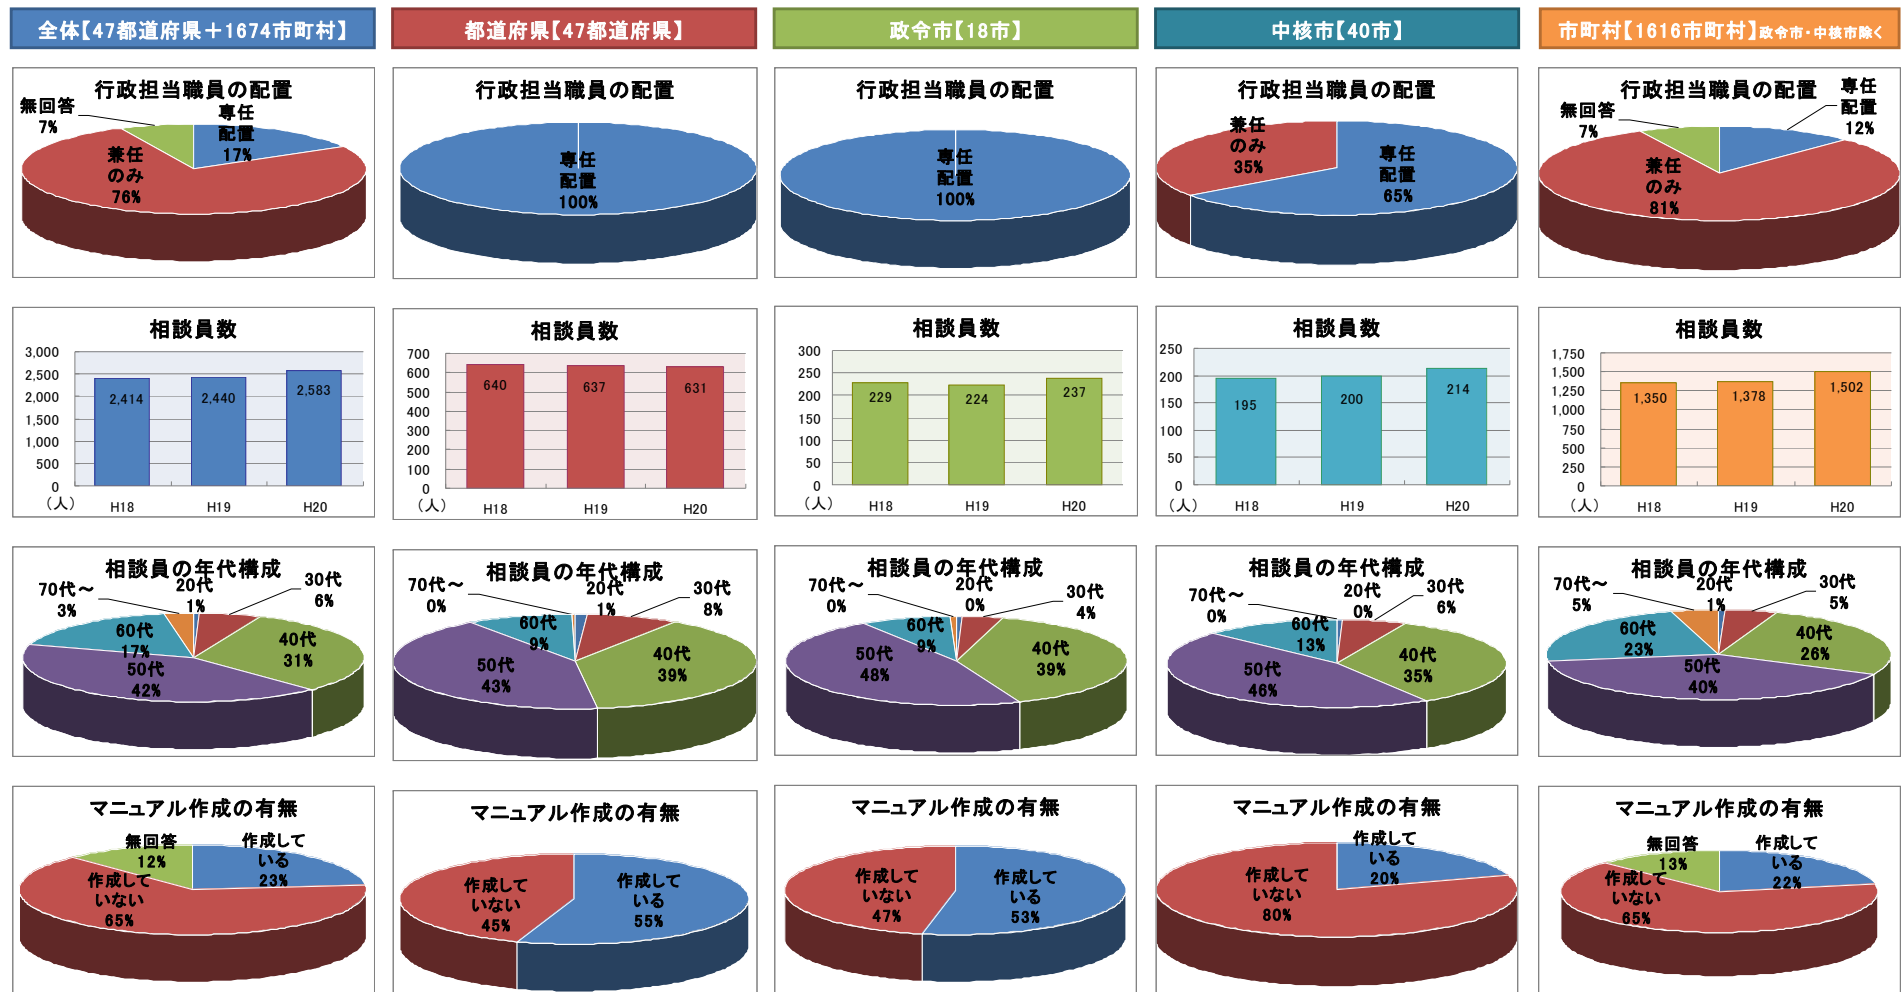 全体【47都道府県＋1674市町村】
都道府県【47都道府県】
政令市【18市】
中核市【40市】
市町村【1616市町村】政令市・中核市除く
行政担当職員の配置
無回答
7%
専任
配置
17%
兼任
のみ
76%
行政担当職員の配置
専任
配置
100%
行政担当職員の配置
専任
配置
100%
行政担当職員の配置
兼任
のみ
35%
専任
配置
65%
行政担当職員の配置
専任
配置
12%
無回答
7%
兼任
のみ
81%
相談員数
3,000
2,500
2,000
1,500
1,000
500
0
（人）
2,414
2,440
2,583
H18
H19
H20
相談員数
700
600
500
400
300
200
100
0
（人）
640
637
631
H18
H19
H20
相談員数
300
250
200
150
100
50
0
（人）
229
224
237
H18
H19
H20
相談員数
250
200
150
100
50
0
（人）
195
200
214
H18
H19
H20
相談員数
1,750
1,500
1,250
1,000
750
500
250
0
（人）
1,350
1,378
1,502
H18
H19
H20
相談員の年代構成
70代～
3%
20代
1%
30代
6%
60代
17%
40代
31%
50代
42%
相談員の年代構成
70代～
0%
20代
1%
30代
8%
60代
9%
40代
39%
50代
43%
相談員の年代構成
70代～
0%
20代
0%
30代
4%
60代
9%
40代
39%
50代
48%
相談員の年代構成
70代～
0%
20代
0%
30代
6%
60代
13%
40代
35%
50代
46%
相談員の年代構成
70代～
5%
20代
1%
30代
5%
60代
23%
40代
26%
50代
40%
マニュアル作成の有無
無回答
12%
作成して
いる
23%
作成して
いない
65%
マニュアル作成の有無
作成して
いない
45%
作成して
いる
55%
マニュアル作成の有無
作成して
いない
47%
作成して
いる
53%
マニュアル作成の有無
作成して
いる
20%
作成して
いない
80%
マニュアル作成の有無
無回答
13%
作成して
いる
22%
作成して
いない
65%